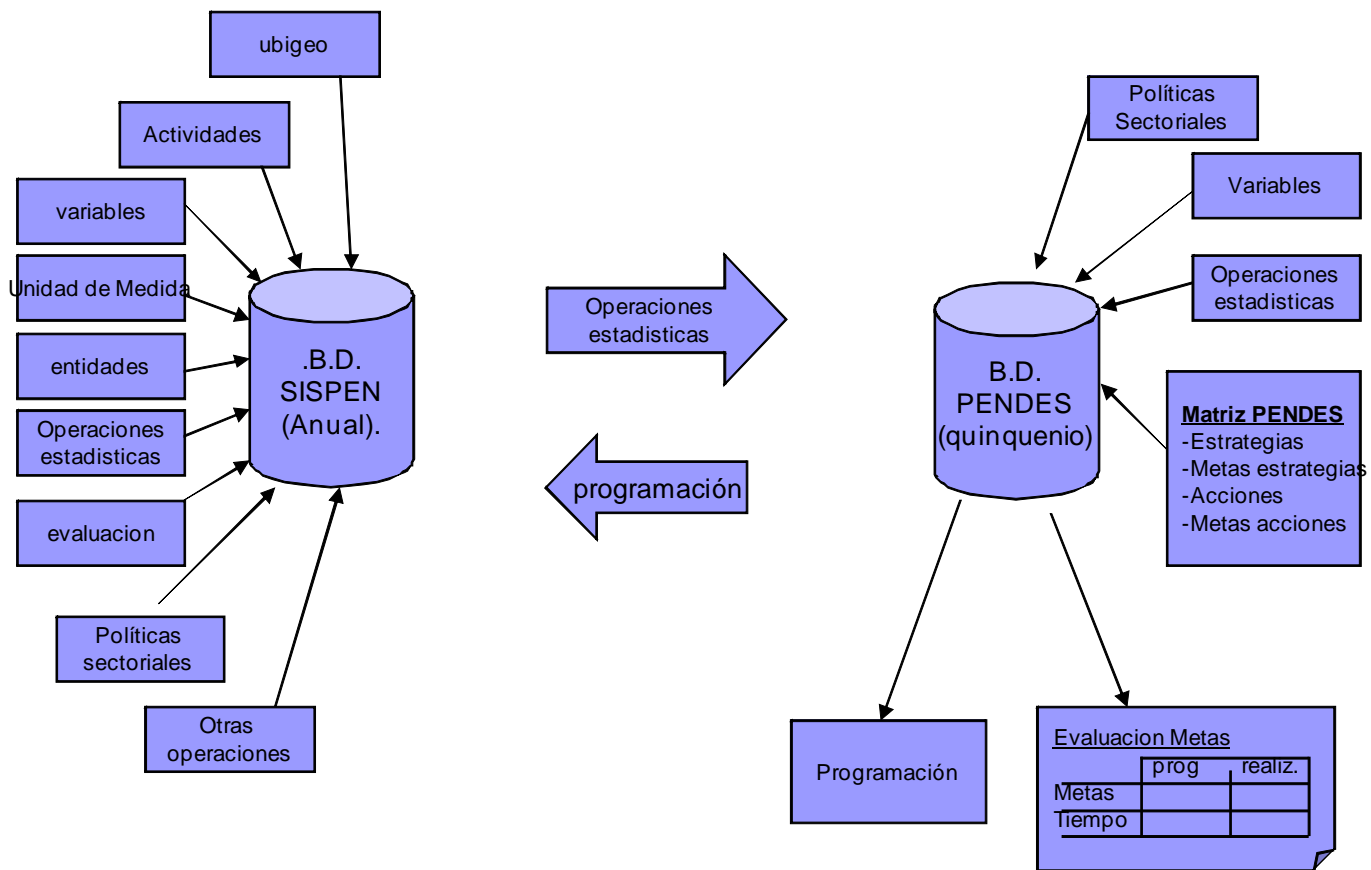 ubigeo
Actividades
variables
Unidad de Medida
entidades
Operaciones
estadisticas
evaluacion
Políticas
sectoriales
Otras
operaciones
.B.D.
SISPEN
(Anual).
Operaciones
estadisticas
programación
Políticas
Sectoriales
Variables
Operaciones
estadisticas
B.D.
PENDES
(quinquenio)
Matriz PENDES
-Estrategias
-Metas estrategias
-Acciones
-Metas acciones
Programación
Evaluacion Metas
prog realiz.
Metas
Tiempo